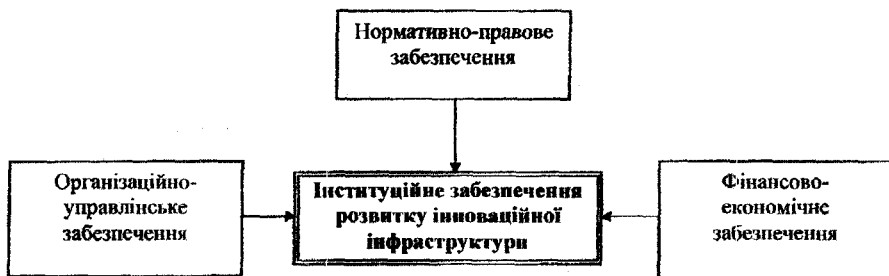 Нормативно-правове
забезпечення
Організаційно-
управлінське
забезпечення
Інституційне забезпечення
розвитку інноваційної
інфраструктури
Фінансово-
економічне
забезпечення